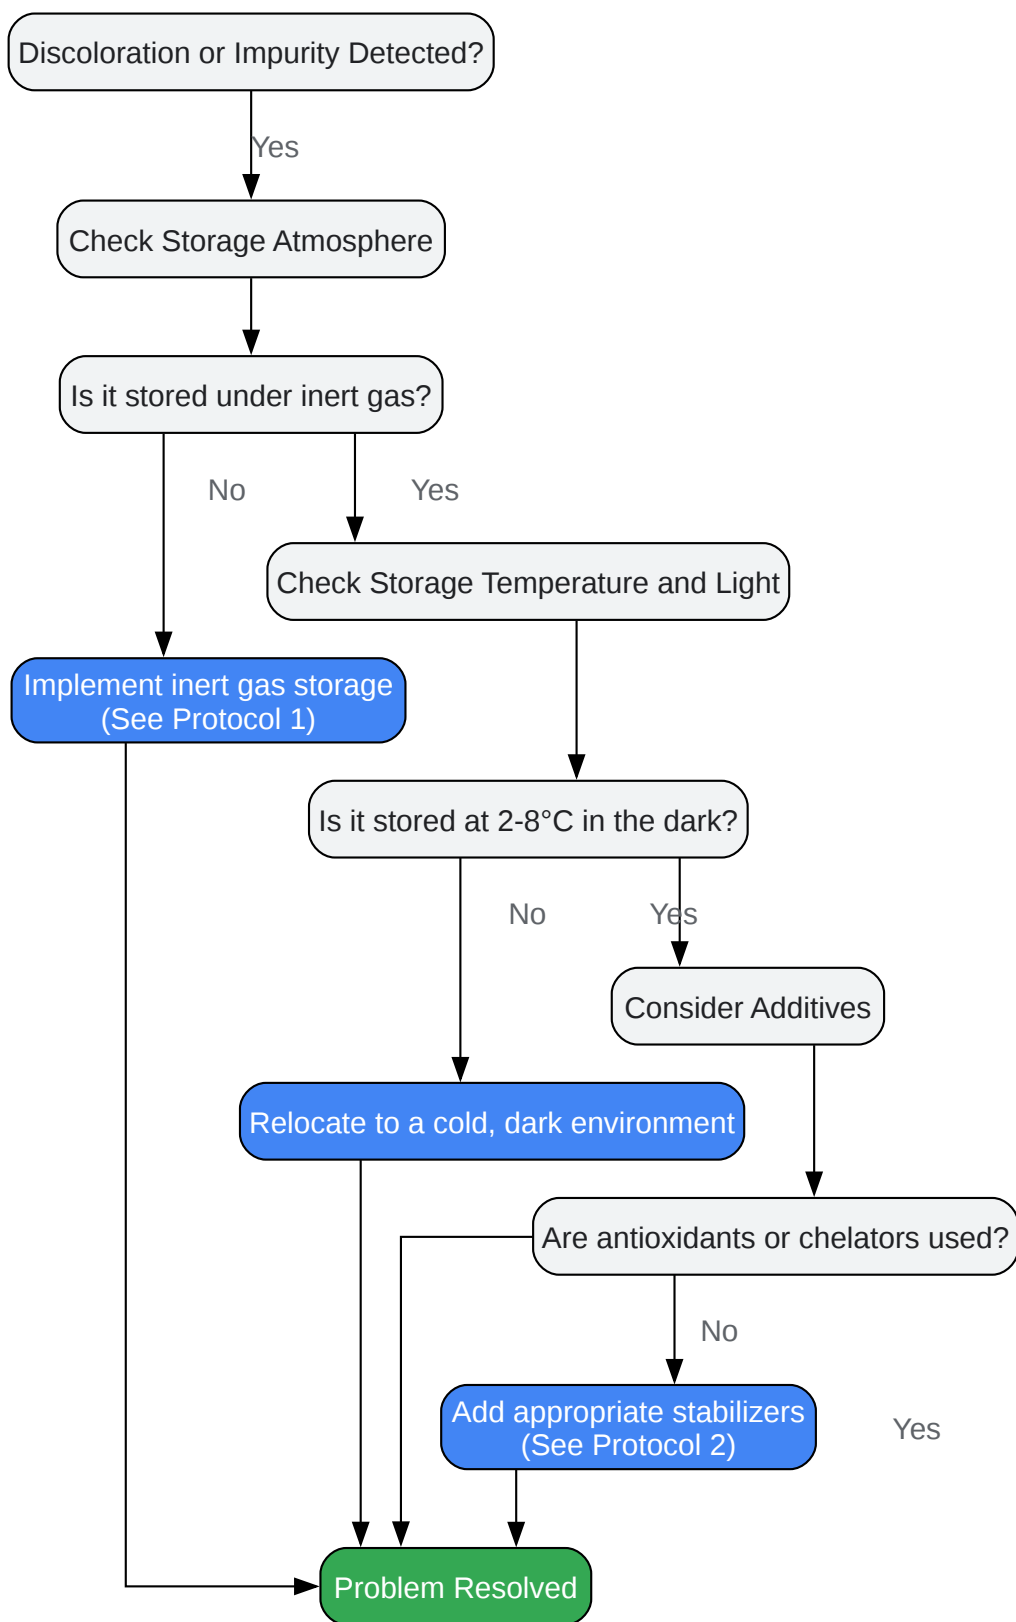 Discoloration or Impurity Detected?
Yes
Check Storage Atmosphere
Is it stored under inert gas?
No
Yes
Check Storage Temperature and Light
Implement inert gas storage
(See Protocol 1)
Is it stored at 2-8°C in the dark?
No
Yes
Consider Additives
Relocate to a cold, dark environment
Are antioxidants or chelators used?
No
Add appropriate stabilizers
(See Protocol 2)
Yes
Problem Resolved